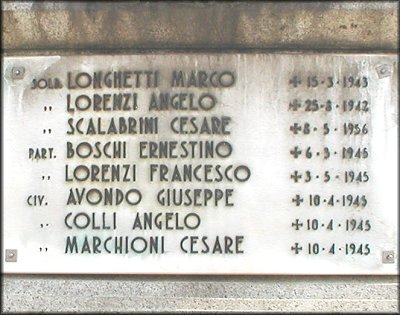 SOLD. LONGHETTI MARCO ✝ 15·3·1943
,, LORENZI ANGELO ✝ 25·8·1942
,, SCALABRINI CESARE ✝ 8·5·1956
PART. BOSCHI ERNESTINO ✝ 6·3·1945
,, LORENZI FRANCESCO ✝ 3·5·1945
CIV. AVONDO GIUSEPPE ✝ 10·4·1945
,, COLLI ANGELO ✝ 10·4·1945
,, MARCHIONI CESARE ✝ 10·4·1945